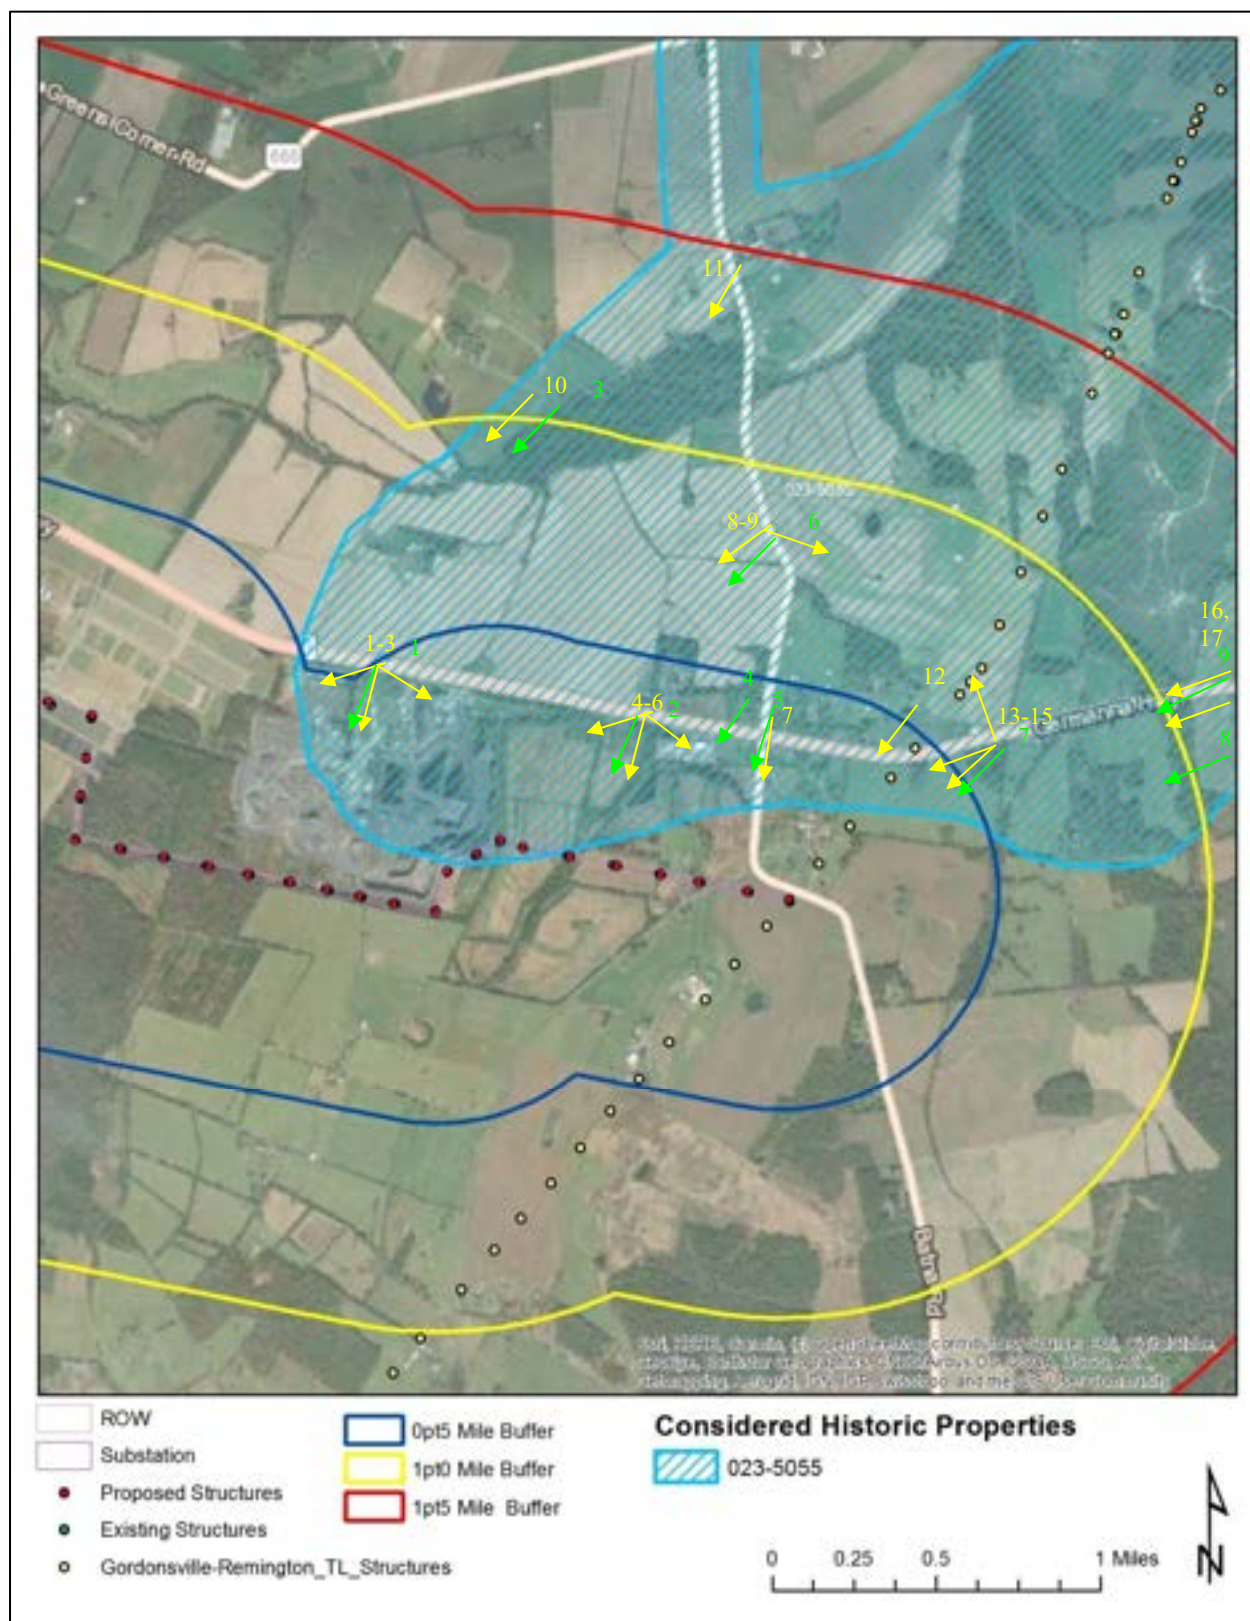 Greens Corner Rd
666
11
10
3
023-5055
8-9
6
16,
17
9
1-3
1
12
4
4-6
2
5
7
13-15
7
8
Batna Rd
ROW
Substation
Proposed Structures
Existing Structures
Gordonsville-Remington_TL_Structures
0pt5 Mile Buffer
1pt0 Mile Buffer
1pt5 Mile Buffer
Considered Historic Properties
023-5055
0 0.25 0.5 1 Miles
N